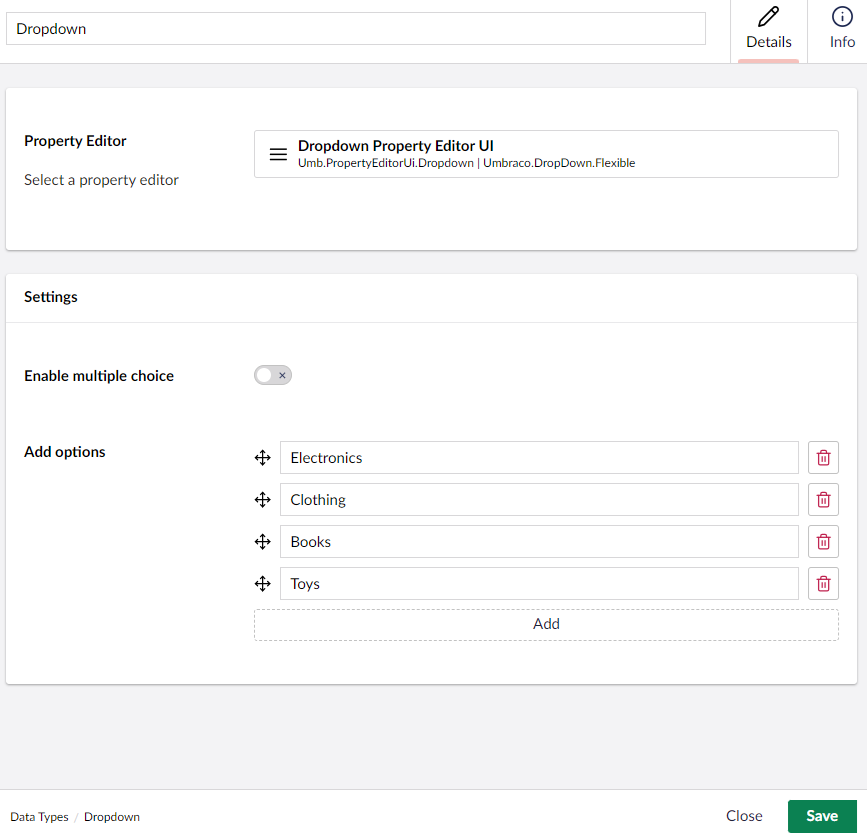 Dropdown
Details
Info
Property Editor
Select a property editor
Dropdown Property Editor UI
Umb.PropertyEditorUi.Dropdown | Umbraco.DropDown.Flexible
Settings
Enable multiple choice
Add options
Electronics
Clothing
Books
Toys
Add
Data Types / Dropdown
Close
Save